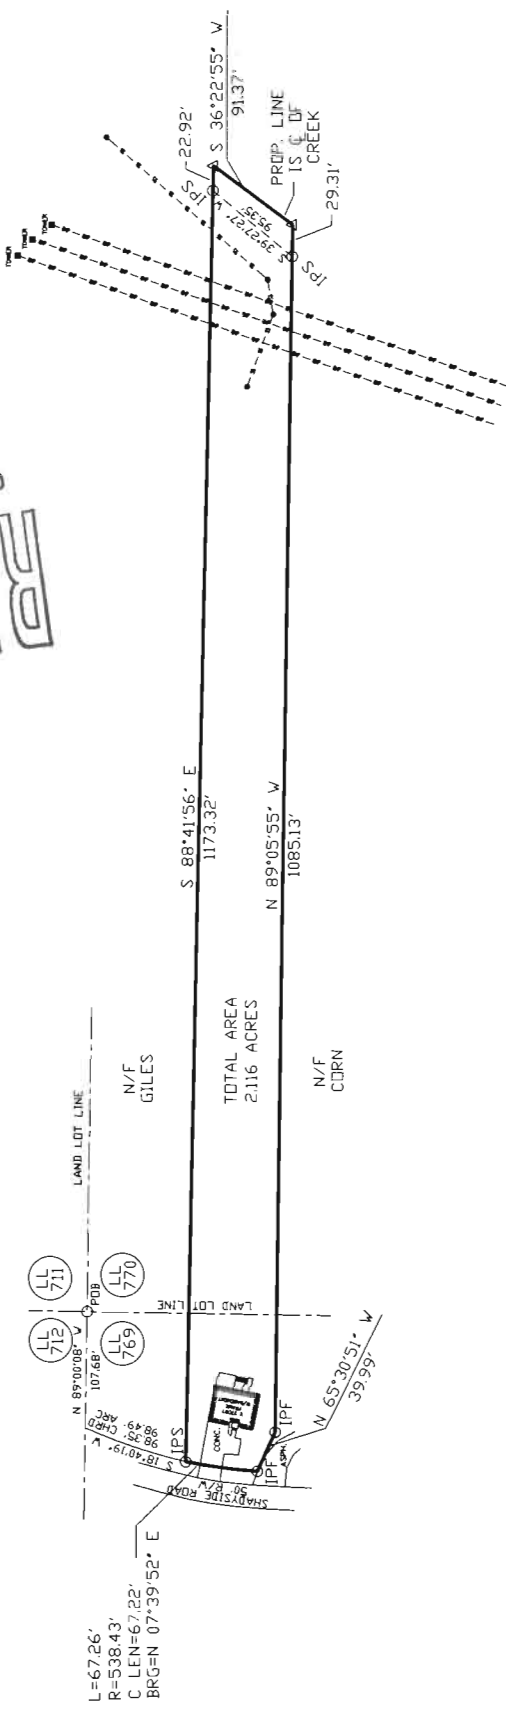 TOWER
TOWER
TOWER
22.92'
S 36°22'55" W
91.37'
IPS
S 39°27'27" W
95.35'
PROP. LINE
IS ℄ OF
CREEK
29.31'
IPS
S 88°41'56" E
1173.32'
N 89°05'55" W
1085.13'
LAND LOT LINE
N/F
GILES
TOTAL AREA
2.116 ACRES
N/F
CORN
LL
711
LL
770
LL
712
LL
769
POB
N 89°00'08" W
107.68'
LAND LOT LINE
S 18°40'19" W
98.35' CHRD
98.49' ARC
IPS
CONC.
IPF
IPF
ASPH.
N 65°30'51" W
39.99'
SHADYSIDE ROAD
50' R/W
L=67.26'
R=538.43'
C LEN=67.22'
BRG=N 07°39'52" E